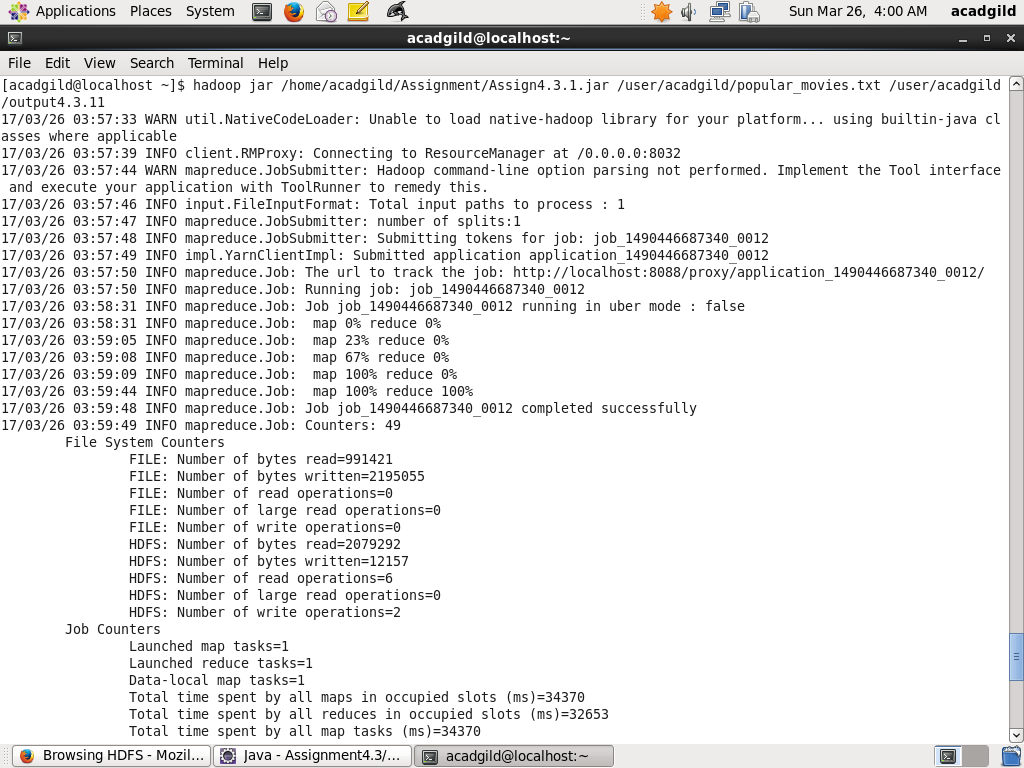 Applications Places System Sun Mar 26, 4:00 AM acadgild
acadgild@localhost:~
File Edit View Search Terminal Help
[acadgild@localhost ~]$ hadoop jar /home/acadgild/Assignment/Assign4.3.1.jar /user/acadgild/popular_movies.txt /user/acadgild
/output4.3.11
17/03/26 03:57:33 WARN util.NativeCodeLoader: Unable to load native-hadoop library for your platform... using builtin-java cl
asses where applicable
17/03/26 03:57:39 INFO client.RMProxy: Connecting to ResourceManager at /0.0.0.0:8032
17/03/26 03:57:44 WARN mapreduce.JobSubmitter: Hadoop command-line option parsing not performed. Implement the Tool interface
 and execute your application with ToolRunner to remedy this.
17/03/26 03:57:46 INFO input.FileInputFormat: Total input paths to process : 1
17/03/26 03:57:47 INFO mapreduce.JobSubmitter: number of splits:1
17/03/26 03:57:48 INFO mapreduce.JobSubmitter: Submitting tokens for job: job_1490446687340_0012
17/03/26 03:57:49 INFO impl.YarnClientImpl: Submitted application application_1490446687340_0012
17/03/26 03:57:50 INFO mapreduce.Job: The url to track the job: http://localhost:8088/proxy/application_1490446687340_0012/
17/03/26 03:57:50 INFO mapreduce.Job: Running job: job_1490446687340_0012
17/03/26 03:58:31 INFO mapreduce.Job: Job job_1490446687340_0012 running in uber mode : false
17/03/26 03:58:31 INFO mapreduce.Job:  map 0% reduce 0%
17/03/26 03:59:05 INFO mapreduce.Job:  map 23% reduce 0%
17/03/26 03:59:08 INFO mapreduce.Job:  map 67% reduce 0%
17/03/26 03:59:09 INFO mapreduce.Job:  map 100% reduce 0%
17/03/26 03:59:44 INFO mapreduce.Job:  map 100% reduce 100%
17/03/26 03:59:48 INFO mapreduce.Job: Job job_1490446687340_0012 completed successfully
17/03/26 03:59:49 INFO mapreduce.Job: Counters: 49
File System Counters
FILE: Number of bytes read=991421
FILE: Number of bytes written=2195055
FILE: Number of read operations=0
FILE: Number of large read operations=0
FILE: Number of write operations=0
HDFS: Number of bytes read=2079292
HDFS: Number of bytes written=12157
HDFS: Number of read operations=6
HDFS: Number of large read operations=0
HDFS: Number of write operations=2
Job Counters
Launched map tasks=1
Launched reduce tasks=1
Data-local map tasks=1
Total time spent by all maps in occupied slots (ms)=34370
Total time spent by all reduces in occupied slots (ms)=32653
Total time spent by all map tasks (ms)=34370
Browsing HDFS - Mozil... Java - Assignment4.3/... acadgild@localhost:~